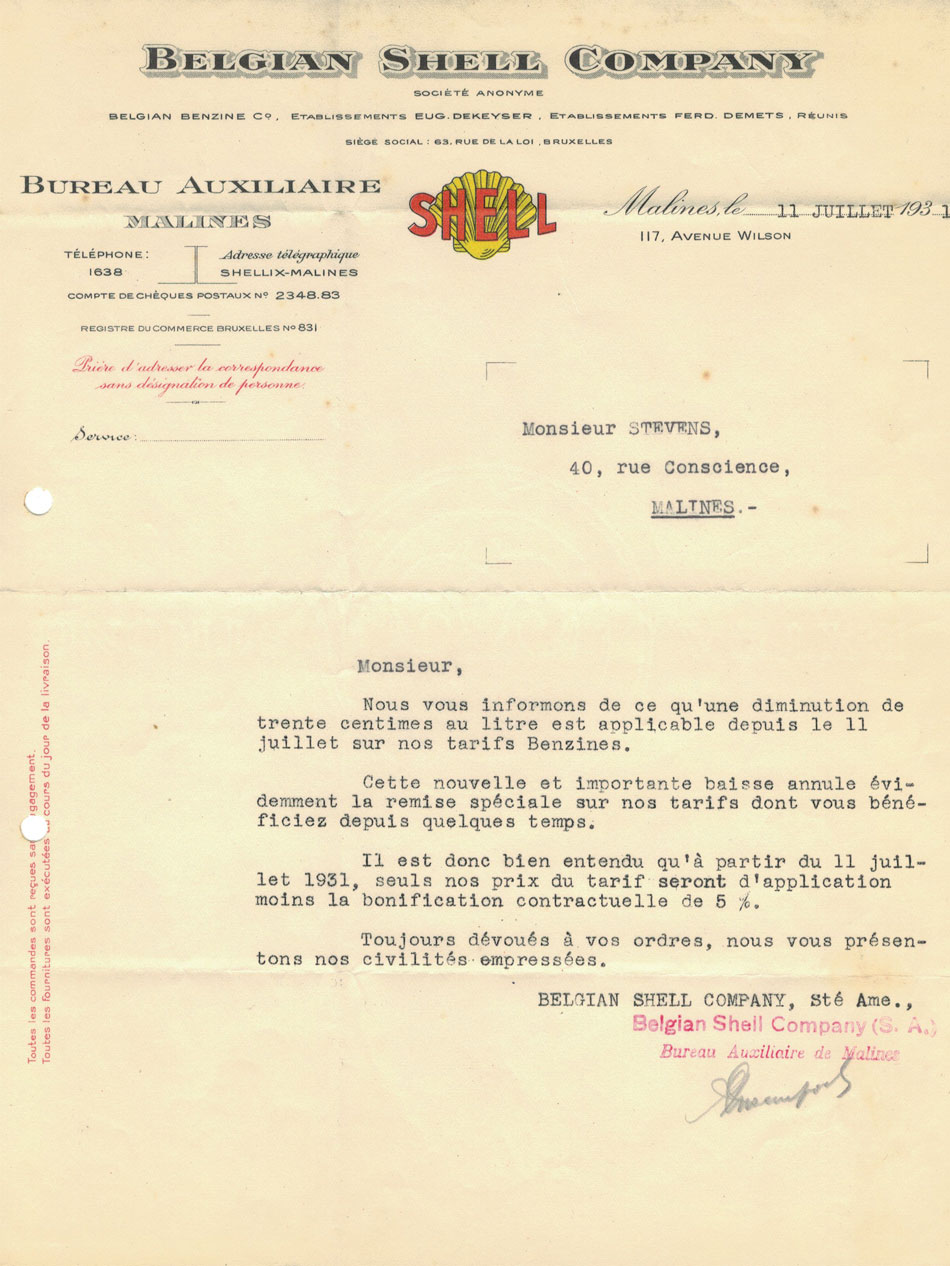 BELGIAN SHELL COMPANY
SOCIÉTÉ ANONYME
BELGIAN BENZINE Cº, ETABLISSEMENTS EUG. DEKEYSER, ETABLISSEMENTS FERD. DEMETS, RÉUNIS
SIÈGE SOCIAL : 63, RUE DE LA LOI, BRUXELLES
BUREAU AUXILIAIRE
MALINES
TÉLÉPHONE :
1638
Adresse télégraphique
SHELLIX-MALINES
COMPTE DE CHÈQUES POSTAUX Nº 2348.83
REGISTRE DU COMMERCE BRUXELLES Nº 831
Prière d'adresser la correspondance
sans désignation de personne.
Service :
SHELL
Malines, le 11 JUILLET 1931
117, AVENUE WILSON
Monsieur STEVENS,
40, rue Conscience,
MALINES.-
Monsieur,
Nous vous informons de ce qu'une diminution de
trente centimes au litre est applicable depuis le 11
juillet sur nos tarifs Benzines.
Cette nouvelle et importante baisse annule évi-
demment la remise spéciale sur nos tarifs dont vous béné-
ficiez depuis quelques temps.
Il est donc bien entendu qu'à partir du 11 juil-
let 1931, seuls nos prix du tarif seront d'application
moins la bonification contractuelle de 5 %.
Toujours dévoués à vos ordres, nous vous présen-
tons nos civilités empressées.
BELGIAN SHELL COMPANY, Sté Ame.,
Belgian Shell Company (S. A.)
Bureau Auxiliaire de Malines
Toutes les commandes sont reçues gagement.
Toutes les fournitures sont exécutées cours du jour de la livraison.